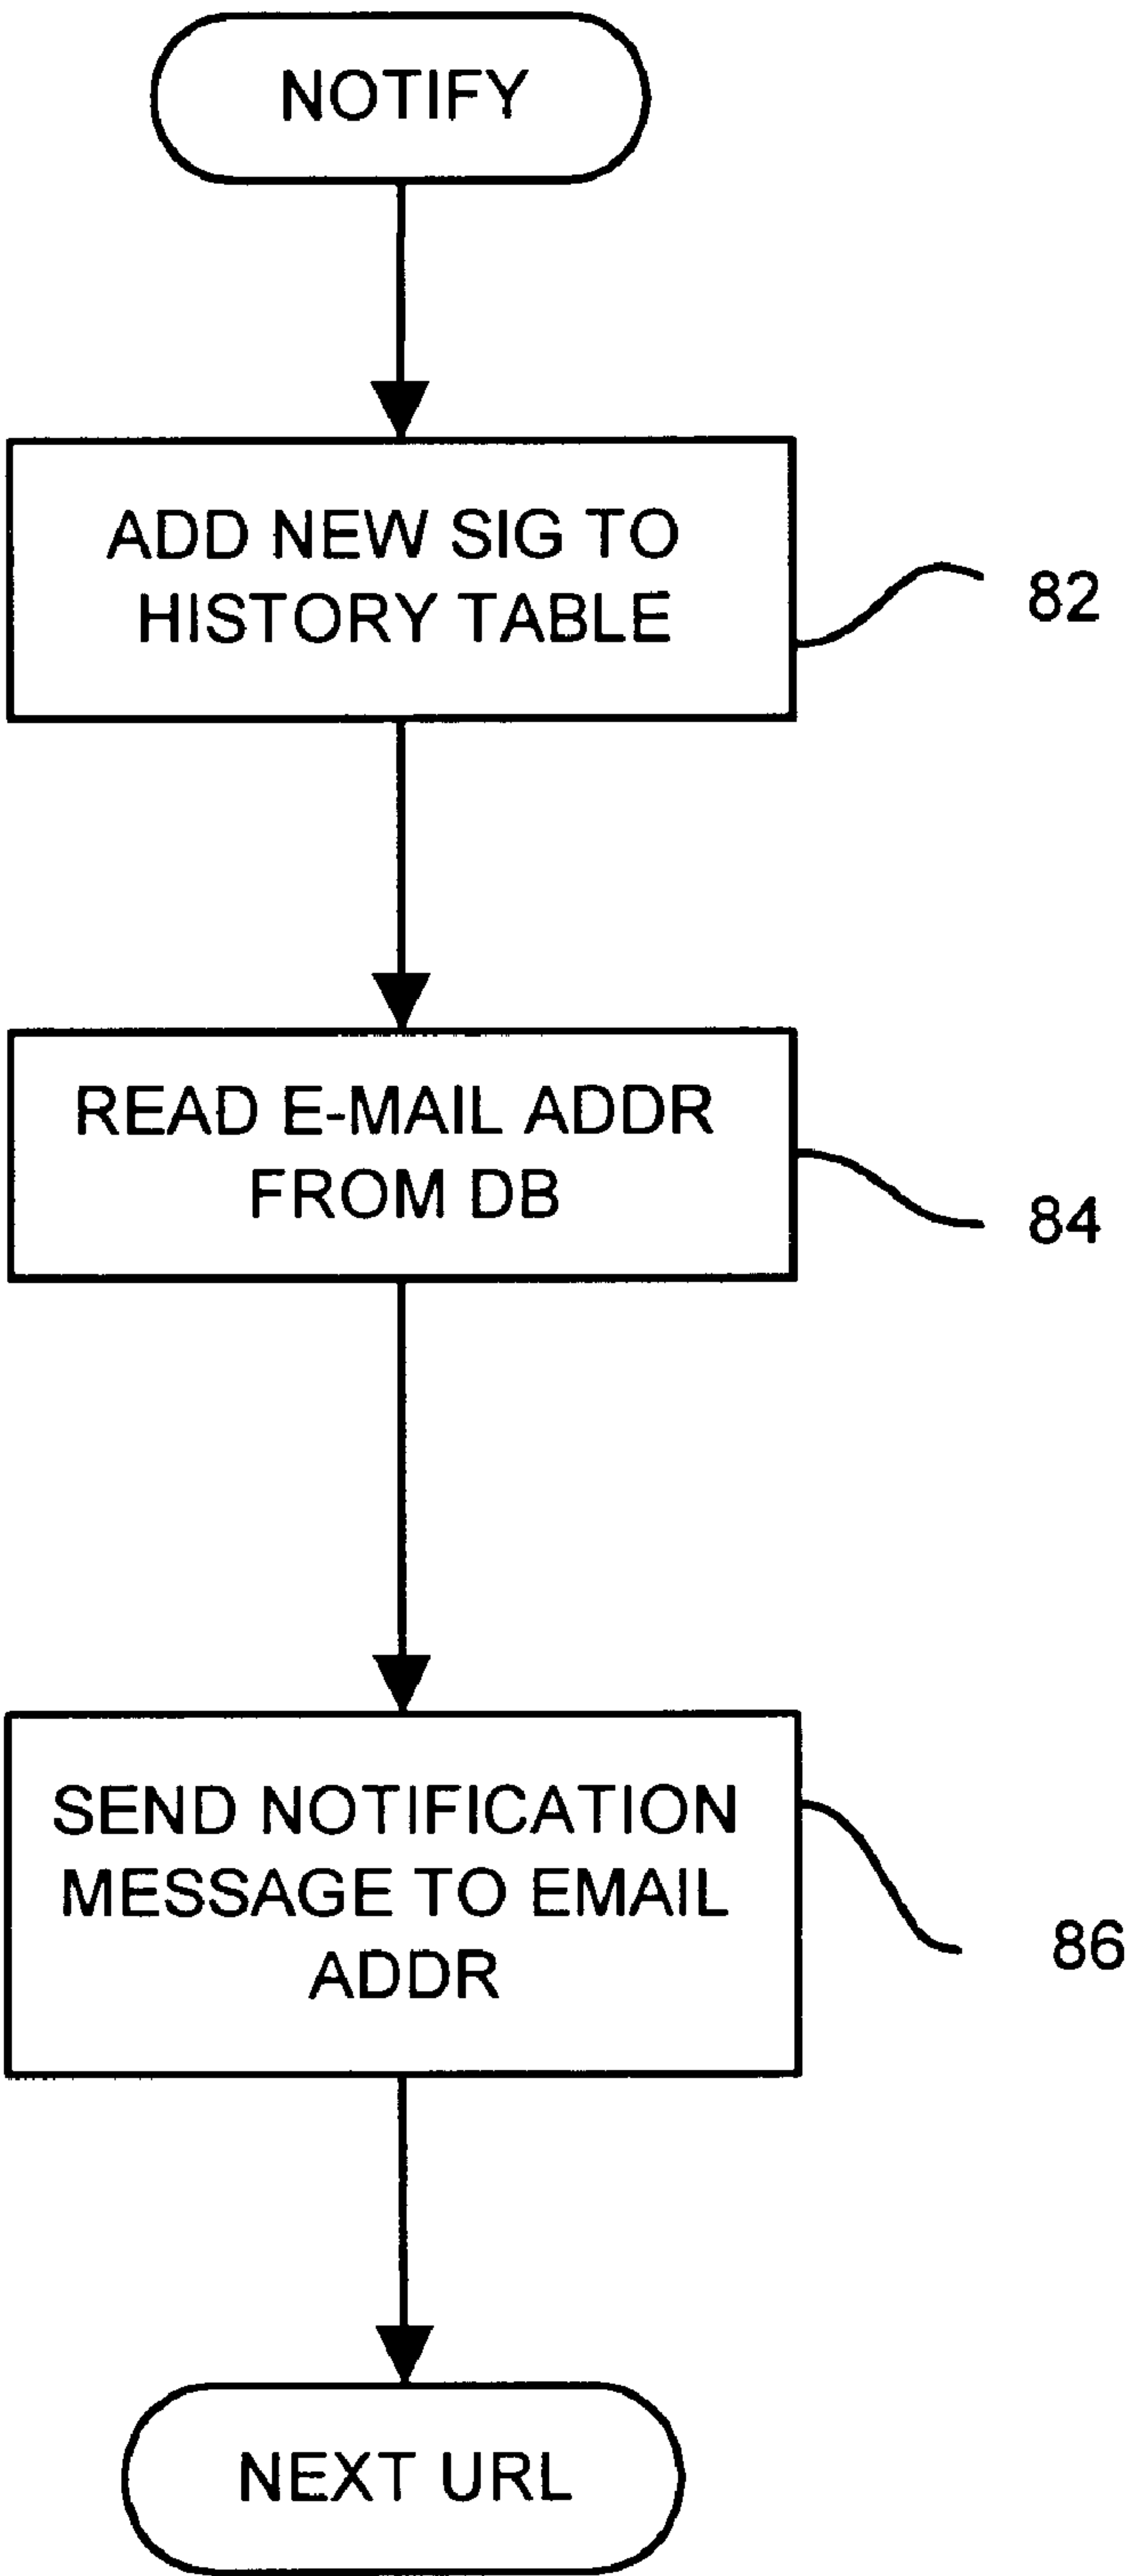 NOTIFY
ADD NEW SIG TO
HISTORY TABLE
82
READ E-MAIL ADDR
FROM DB
84
SEND NOTIFICATION
MESSAGE TO EMAIL
ADDR
86
NEXT URL